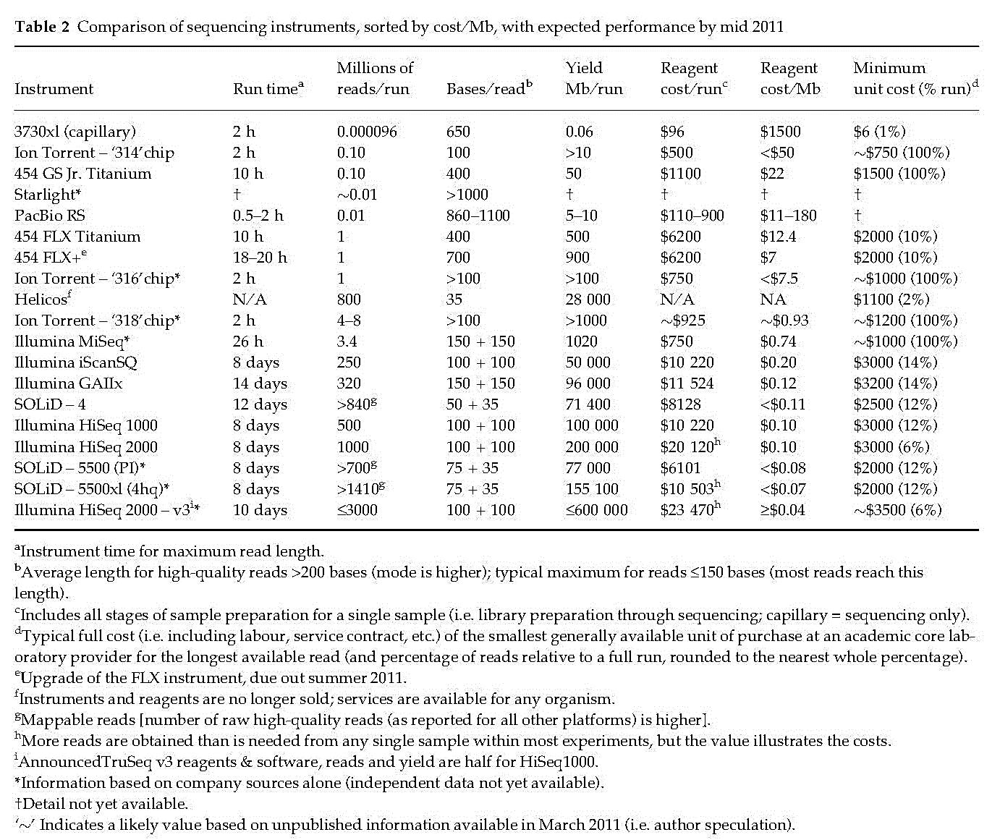 Table 2 Comparison of sequencing instruments, sorted by cost/Mb, with expected performance by mid 2011
Instrument Run timeᵃ Millions of reads/run Bases/readᵇ Yield Mb/run Reagent cost/runᶜ Reagent cost/Mb Minimum unit cost (% run)ᵈ
3730xl (capillary) 2 h 0.000096 650 0.06 $96 $1500 $6 (1%)
Ion Torrent – ‘314’ chip 2 h 0.10 100 >10 $500 <$50 ~$750 (100%)
454 GS Jr. Titanium 10 h 0.10 400 50 $1100 $22 $1500 (100%)
Starlight* † ~0.01 >1000 † † † †
PacBio RS 0.5–2 h 0.01 860–1100 5–10 $110–900 $11–180 †
454 FLX Titanium 10 h 1 400 500 $6200 $12.4 $2000 (10%)
454 FLX+ᵉ 18–20 h 1 700 900 $6200 $7 $2000 (10%)
Ion Torrent – ‘316’ chip* 2 h 1 >100 >100 $750 <$7.5 ~$1000 (100%)
Helicosᶠ N/A 800 35 28 000 N/A NA $1100 (2%)
Ion Torrent – ‘318’ chip* 2 h 4–8 >100 >1000 ~$925 ~$0.93 ~$1200 (100%)
Illumina MiSeq* 26 h 3.4 150 + 150 1020 $750 $0.74 ~$1000 (100%)
Illumina iScanSQ 8 days 250 100 + 100 50 000 $10 220 $0.20 $3000 (14%)
Illumina GAIIx 14 days 320 150 + 150 96 000 $11 524 $0.12 $3200 (14%)
SOLiD – 4 12 days >840ᵍ 50 + 35 71 400 $8128 <$0.11 $2500 (12%)
Illumina HiSeq 1000 8 days 500 100 + 100 100 000 $10 220 $0.10 $3000 (12%)
Illumina HiSeq 2000 8 days 1000 100 + 100 200 000 $20 120ʰ $0.10 $3000 (6%)
SOLiD – 5500 (PI)* 8 days >700ᵍ 75 + 35 77 000 $6101 <$0.08 $2000 (12%)
SOLiD – 5500xl (4hq)* 8 days >1410ᵍ 75 + 35 155 100 $10 503ʰ <$0.07 $2000 (12%)
Illumina HiSeq 2000 – v3ⁱ* 10 days ≤3000 100 + 100 ≤600 000 $23 470ʰ ≥$0.04 ~$3500 (6%)
ᵃInstrument time for maximum read length.
ᵇAverage length for high-quality reads >200 bases (mode is higher); typical maximum for reads ≤150 bases (most reads reach this
length).
ᶜIncludes all stages of sample preparation for a single sample (i.e. library preparation through sequencing; capillary = sequencing only).
ᵈTypical full cost (i.e. including labour, service contract, etc.) of the smallest generally available unit of purchase at an academic core lab-
oratory provider for the longest available read (and percentage of reads relative to a full run, rounded to the nearest whole percentage).
ᵉUpgrade of the FLX instrument, due out summer 2011.
ᶠInstruments and reagents are no longer sold; services are available for any organism.
ᵍMappable reads [number of raw high-quality reads (as reported for all other platforms) is higher].
ʰMore reads are obtained than is needed from any single sample within most experiments, but the value illustrates the costs.
ⁱAnnouncedTruSeq v3 reagents & software, reads and yield are half for HiSeq1000.
*Information based on company sources alone (independent data not yet available).
†Detail not yet available.
‘~’ Indicates a likely value based on unpublished information available in March 2011 (i.e. author speculation).